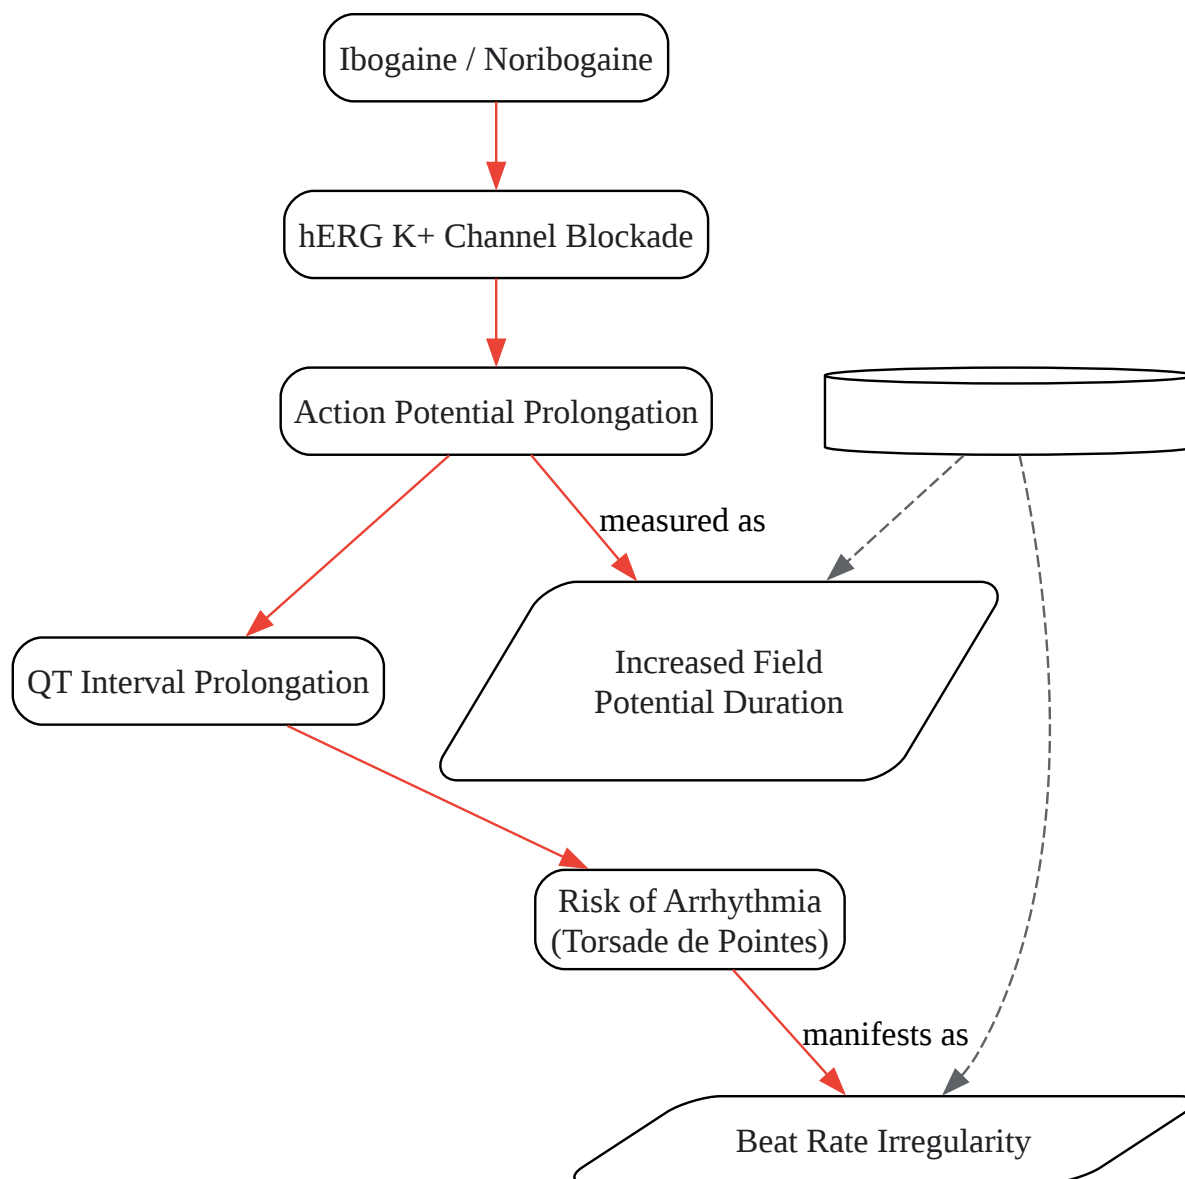 Ibogaine / Noribogaine
hERG K+ Channel Blockade
Action Potential Prolongation
measured as
Increased Field
Potential Duration
QT Interval Prolongation
Risk of Arrhythmia
(Torsade de Pointes)
manifests as
Beat Rate Irregularity